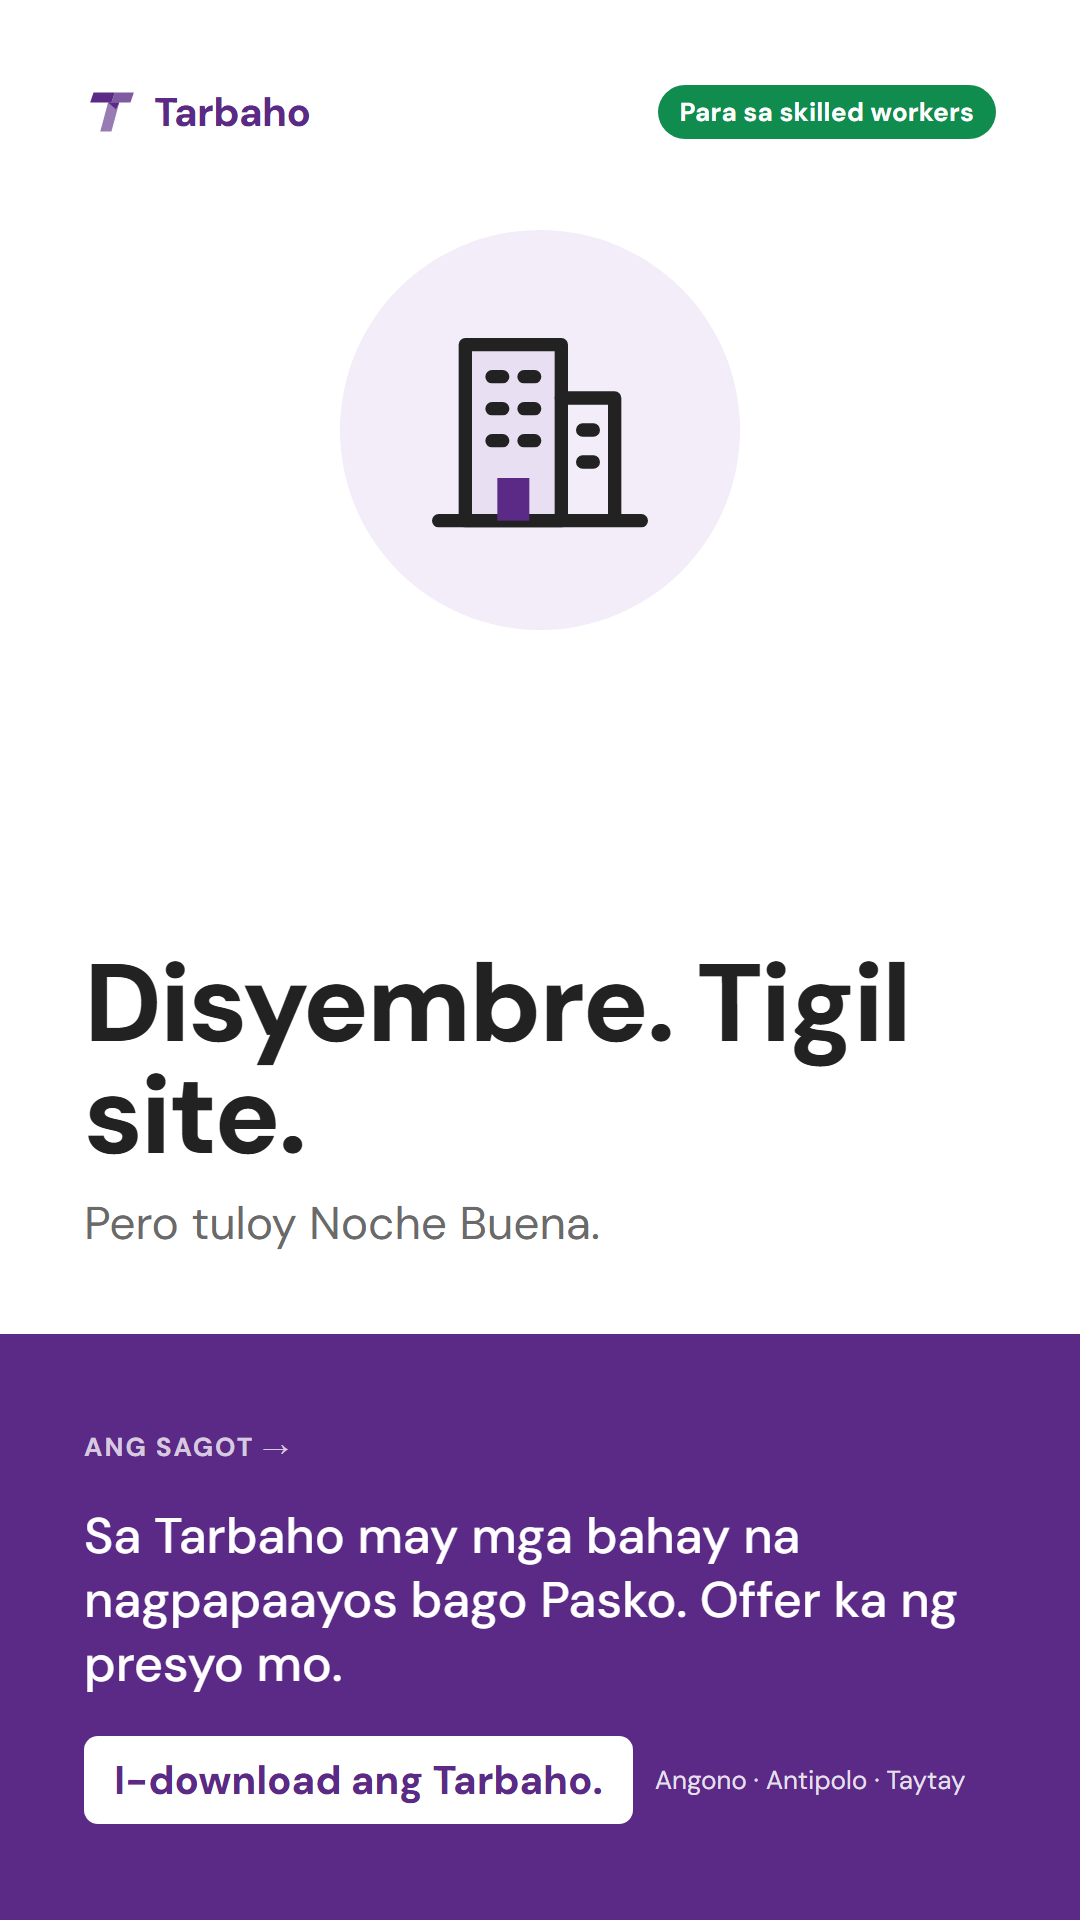 Tarbaho
Para sa skilled workers
Disyembre. Tigil
site.
Pero tuloy Noche Buena.
ANG SAGOT →
Sa Tarbaho may mga bahay na
nagpapaayos bago Pasko. Offer ka ng
presyo mo.
I-download ang Tarbaho.
Angono · Antipolo · Taytay